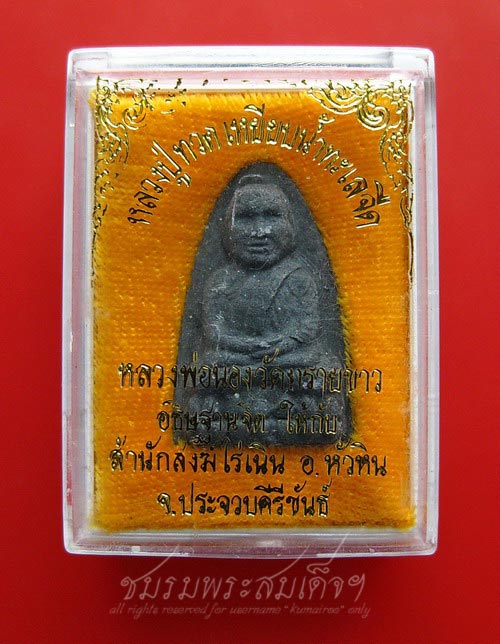 หลวงปู่ทวด เหยียบน้ำทะเลจืด
หลวงพ่อนองวัดทรายขาว
อธิษฐานจิต ให้กับ
สำนักสงฆ์ไร่เนิน อ.หัวหิน
จ.ประจวบคีรีขันธ์
ชมรมพระสมเด็จฯ
all rights reserved for username "kumairee" only